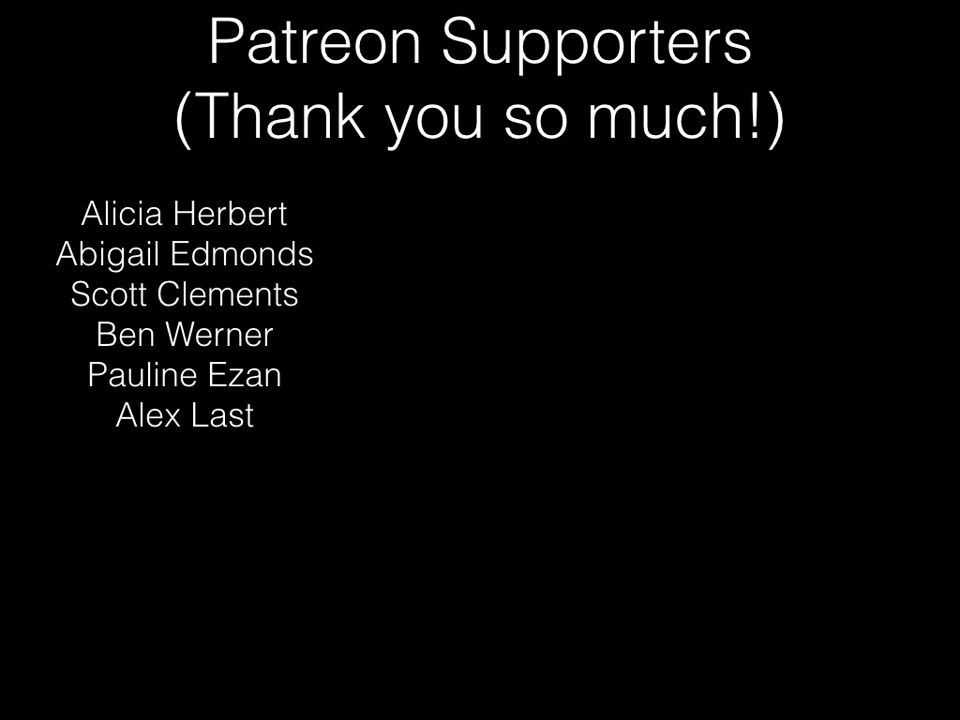 Patreon Supporters
(Thank you so much!)
Alicia Herbert
Abigail Edmonds
Scott Clements
Ben Werner
Pauline Ezan
Alex Last